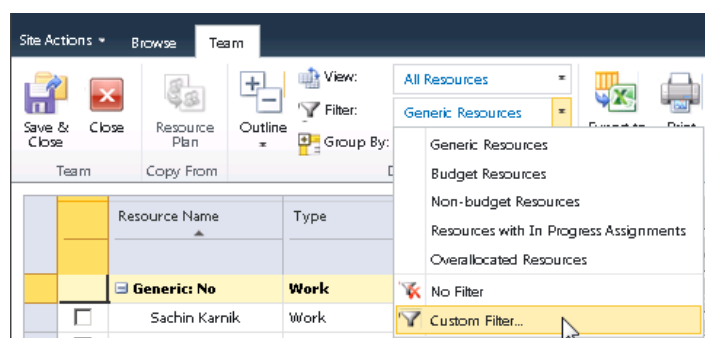 Site Actions Browse Team
View: All Resources
Filter: Generic Resources
Group By:
Save & Close
Close
Resource Plan
Outline
Print
Team Copy From
Generic Resources
Budget Resources
Non-budget Resources
Resources with In Progress Assignments
Overallocated Resources
No Filter
Custom Filter...
Resource Name Type
Generic: No Work
Sachin Karnik Work